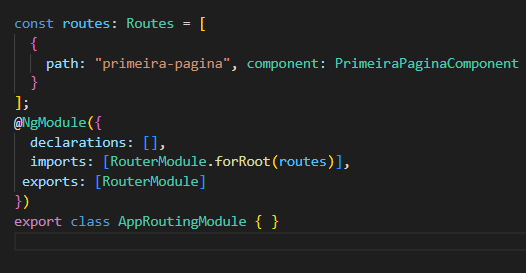 const routes: Routes = [
  {
    path: "primeira-pagina", component: PrimeiraPaginaComponent
  }
];
@NgModule({
  declarations: [],
  imports: [RouterModule.forRoot(routes)],
 exports: [RouterModule]
})
export class AppRoutingModule { }